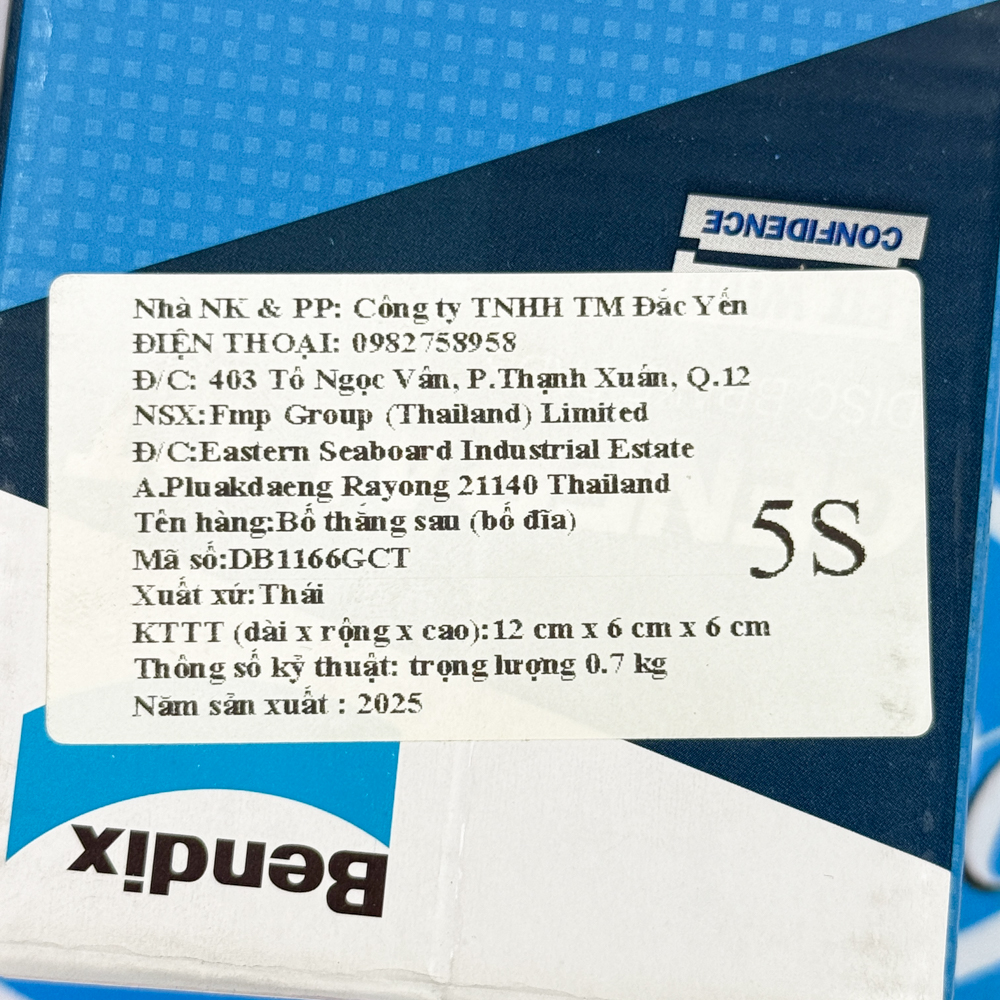 CONFIDENCE
Nhà NK & PP: Công ty TNHH TM Đắc Yến
ĐIỆN THOẠI: 0982758958
Đ/C: 403 Tô Ngọc Vân, P.Thạnh Xuân, Q.12
NSX:Fmp Group (Thailand) Limited
Đ/C:Eastern Seaboard Industrial Estate
A.Pluakdaeng Rayong 21140 Thailand
Tên hàng:Bố thắng sau (bố đĩa)
Mã số:DB1166GCT
Xuất xứ:Thái
KTTT (dài x rộng x cao):12 cm x 6 cm x 6 cm
Thông số kỹ thuật: trọng lượng 0.7 kg
Năm sản xuất : 2025
5S
Bendix